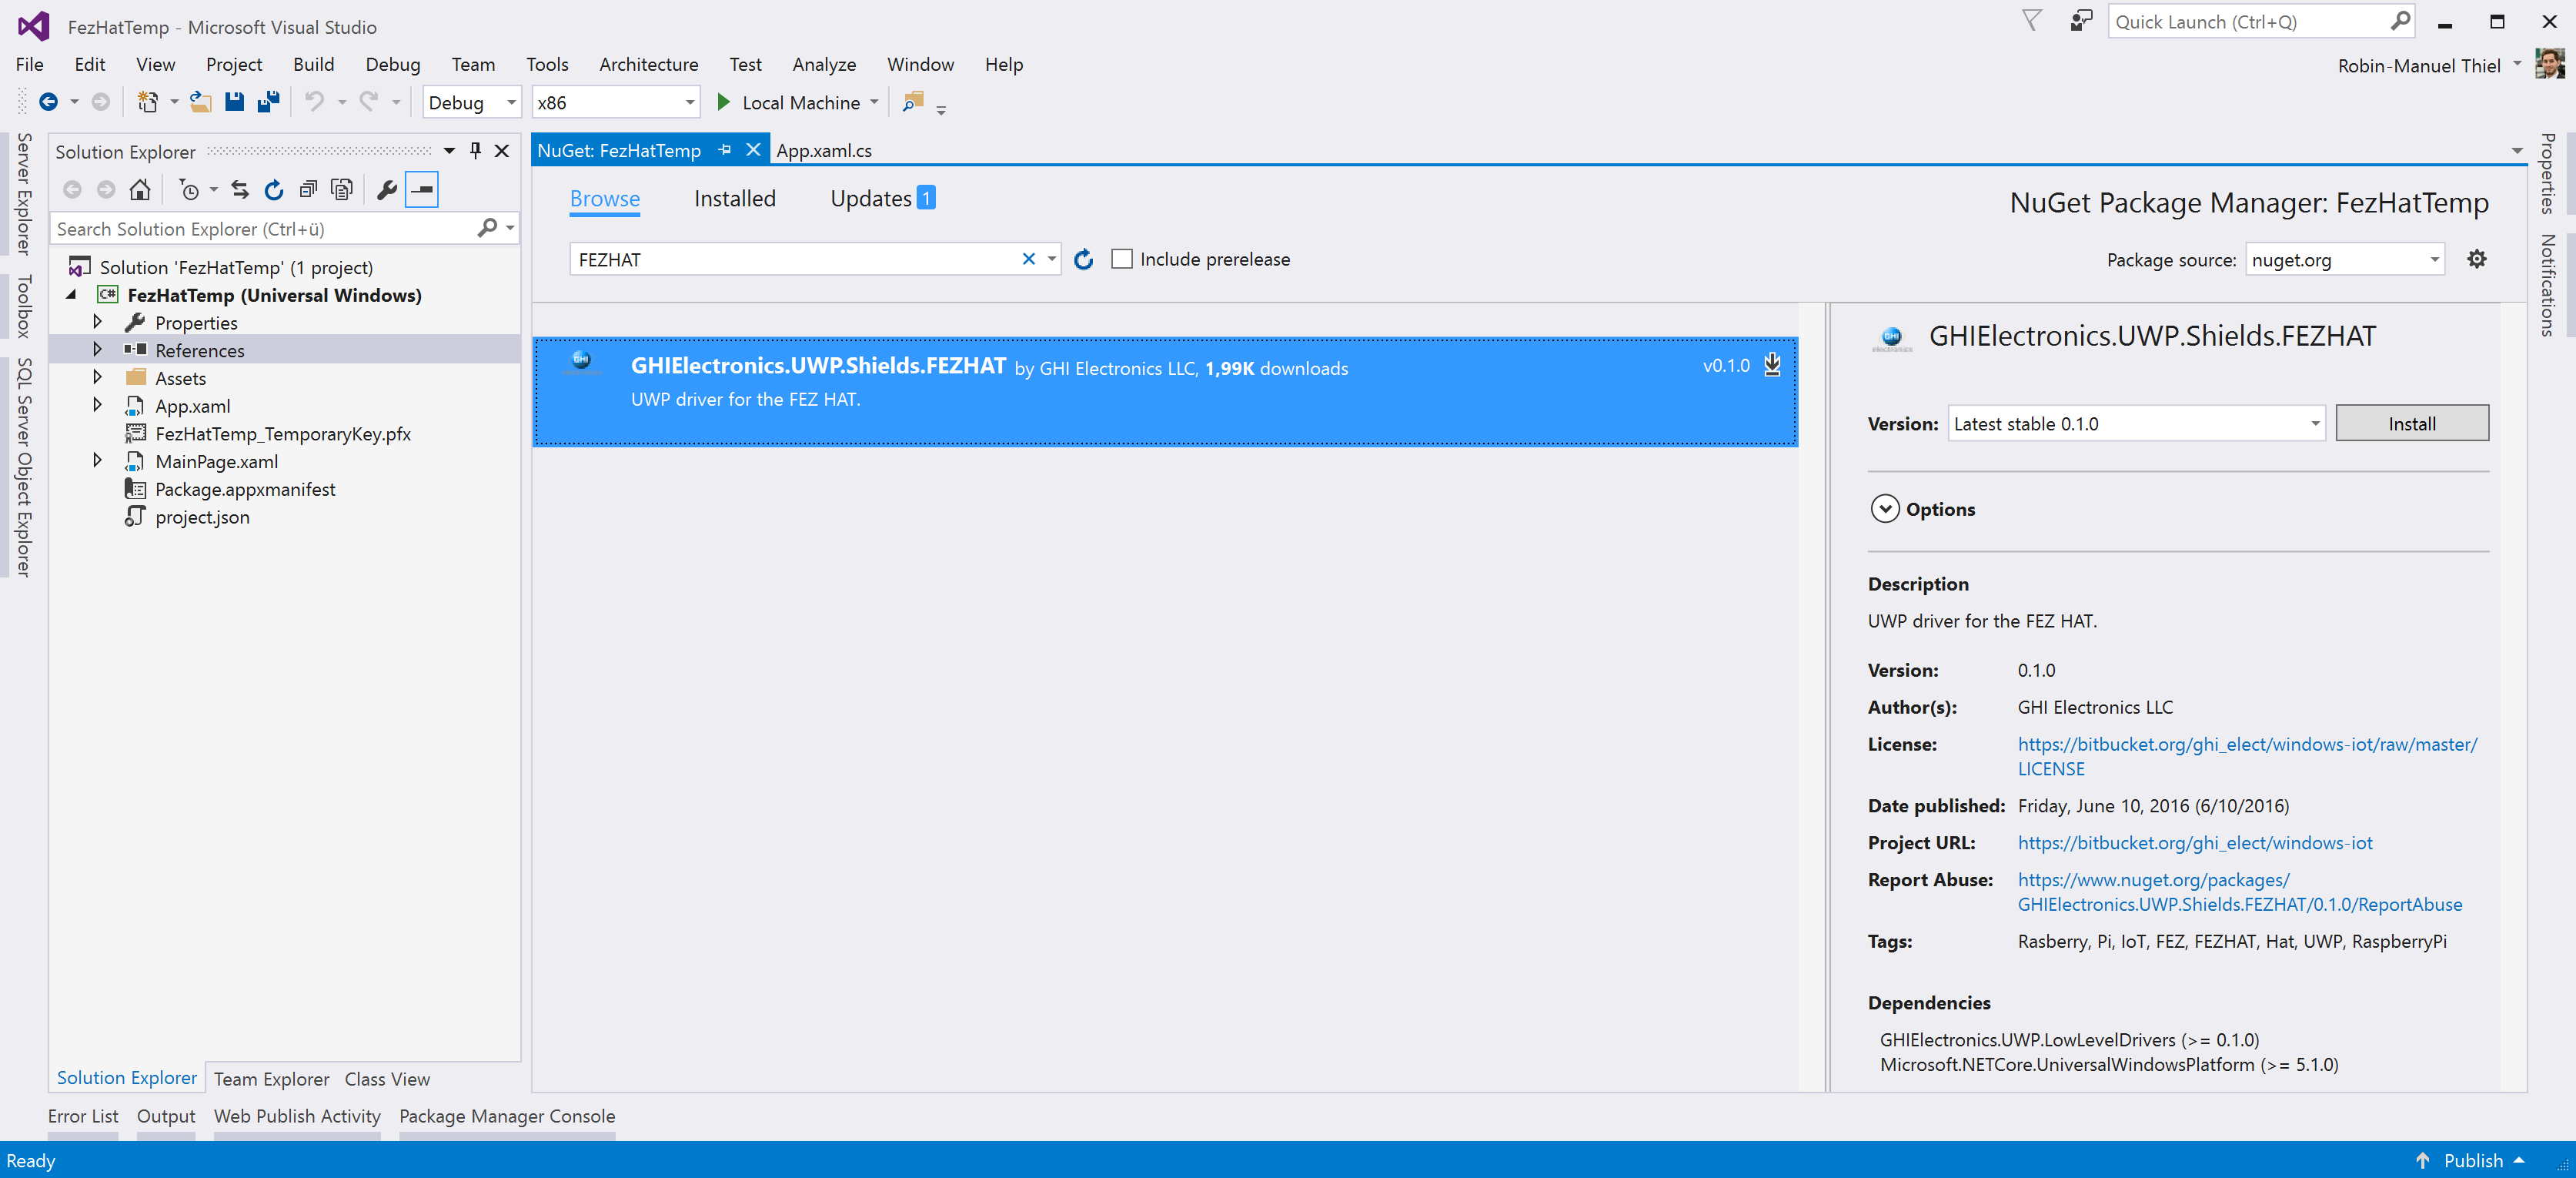 FezHatTemp - Microsoft Visual Studio
Quick Launch (Ctrl+Q)
File Edit View Project Build Debug Team Tools Architecture Test Analyze Window Help
Robin-Manuel Thiel
Debug x86 Local Machine
Server Explorer
Toolbox
SQL Server Object Explorer
Solution Explorer
Search Solution Explorer (Ctrl+ü)
Solution 'FezHatTemp' (1 project)
C# FezHatTemp (Universal Windows)
Properties
References
Assets
App.xaml
FezHatTemp_TemporaryKey.pfx
MainPage.xaml
Package.appxmanifest
project.json
Solution Explorer Team Explorer Class View
NuGet: FezHatTemp App.xaml.cs
Browse Installed Updates 1
NuGet Package Manager: FezHatTemp
FEZHAT Include prerelease
Package source: nuget.org
GHI
GHIElectronics.UWP.Shields.FEZHAT by GHI Electronics LLC, 1,99K downloads
v0.1.0
UWP driver for the FEZ HAT.
GHI electronics
GHIElectronics.UWP.Shields.FEZHAT
Version: Latest stable 0.1.0 Install
Options
Description
UWP driver for the FEZ HAT.
Version: 0.1.0
Author(s): GHI Electronics LLC
License: https://bitbucket.org/ghi_elect/windows-iot/raw/master/
LICENSE
Date published: Friday, June 10, 2016 (6/10/2016)
Project URL: https://bitbucket.org/ghi_elect/windows-iot
Report Abuse: https://www.nuget.org/packages/
GHIElectronics.UWP.Shields.FEZHAT/0.1.0/ReportAbuse
Tags: Rasberry, Pi, IoT, FEZ, FEZHAT, Hat, UWP, RaspberryPi
Dependencies
GHIElectronics.UWP.LowLevelDrivers (>= 0.1.0)
Microsoft.NETCore.UniversalWindowsPlatform (>= 5.1.0)
Properties
Notifications
Error List Output Web Publish Activity Package Manager Console
Ready
Publish